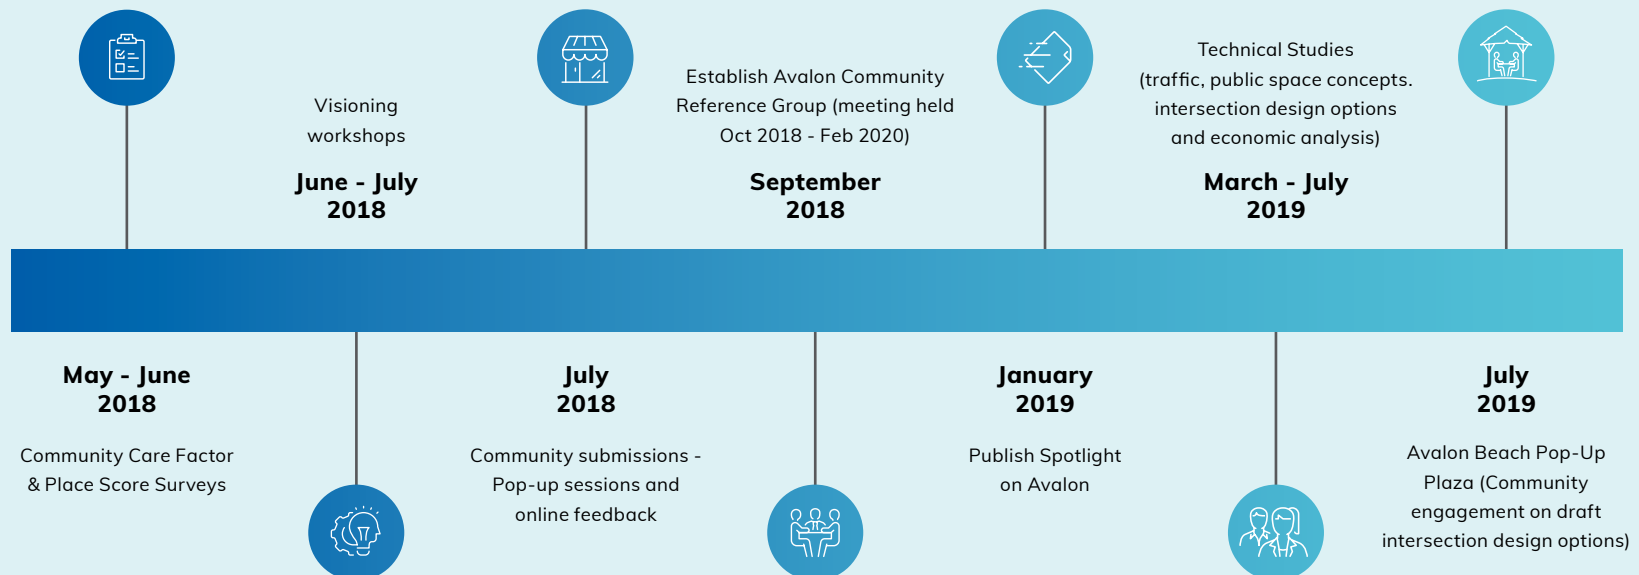 May - June
2018
Community Care Factor
& Place Score Surveys
Visioning
workshops
June - July
2018
July
2018
Community submissions -
Pop-up sessions and
online feedback
Establish Avalon Community
Reference Group (meeting held
Oct 2018 - Feb 2020)
September
2018
January
2019
Publish Spotlight
on Avalon
Technical Studies
(traffic, public space concepts.
intersection design options
and economic analysis)
March - July
2019
July
2019
Avalon Beach Pop-Up
Plaza (Community
engagement on draft
intersection design options)